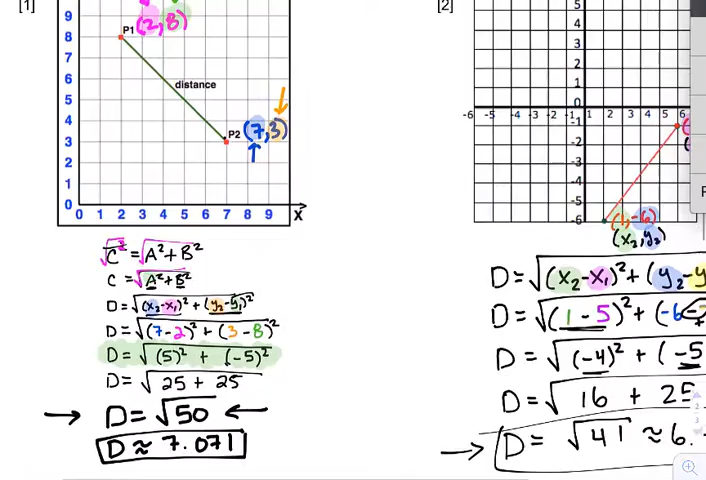 [1]
[2]
9
8
7
6
5
4
3
2
1
0
0 1 2 3 4 5 6 7 8 9 X
P1
(2, 8)
distance
P2
(7, 3)
√C² = √A² + B²
C = √A² + B²
D = √(x₂-x₁)² + (y₂-y₁)²
D = √(7-2)² + (3-8)²
D = √(5)² + (-5)²
D = √25 + 25
→ D = √50 ←
D ≈ 7.071
5
4
3
2
1
0
-6 -5 -4 -3 -2 -1 1 2 3 4 5 6
-1
-2
-3
-4
-5
-6
(1, -6)
(x₂, y₂)
D = √(x₂-x₁)² + (y₂-y
D = √(1-5)² + (-6-
D = √(-4)² + (-5
D = √16 + 25
→ D = √41 ≈ 6.